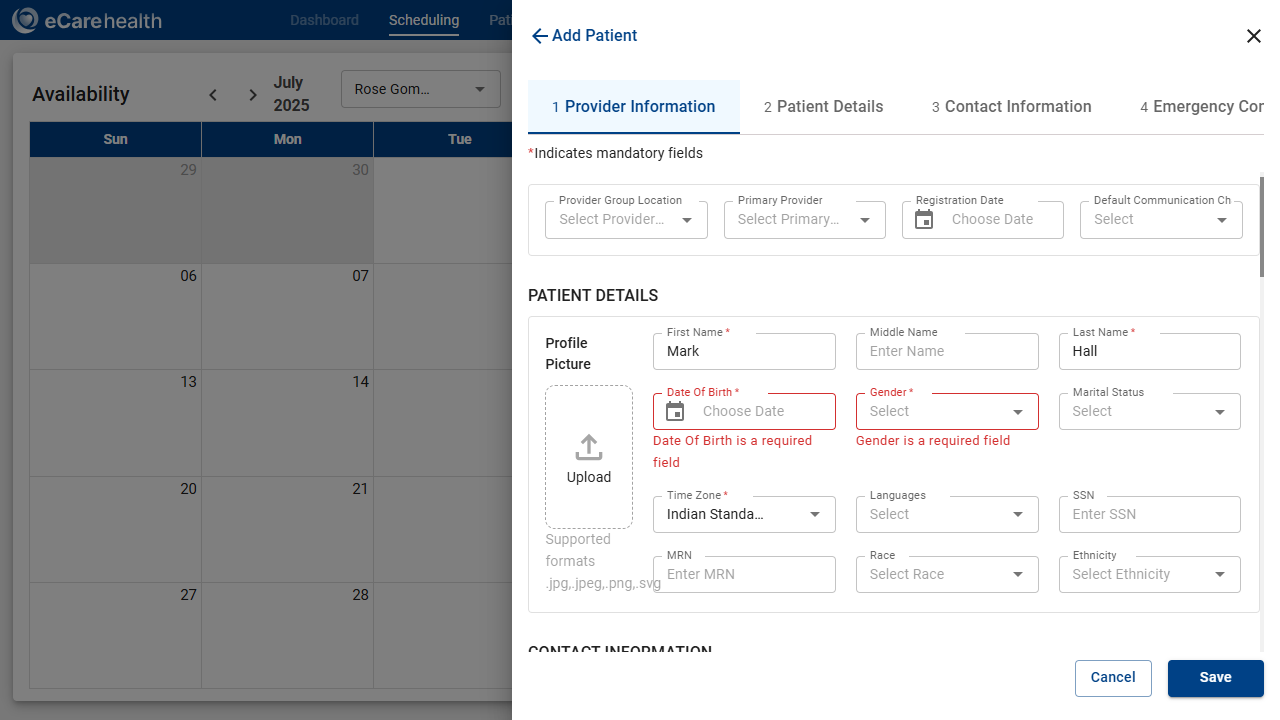 eCarehealth
Dashboard
Scheduling
Pati
Availability
July
2025
Rose Gom...
Sun
Mon
Tue
29
30
06
07
13
14
20
21
27
28
Add Patient
1 Provider Information
2 Patient Details
3 Contact Information
4 Emergency Con
*Indicates mandatory fields
Provider Group Location
Select Provider...
Primary Provider
Select Primary...
Registration Date
Choose Date
Default Communication Ch
Select
PATIENT DETAILS
Profile
Picture
Upload
Supported
formats
.jpg,.jpeg,.png,.svg
First Name *
Mark
Middle Name
Enter Name
Last Name *
Hall
Date Of Birth *
Choose Date
Date Of Birth is a required
field
Gender *
Select
Gender is a required field
Marital Status
Select
Time Zone *
Indian Standa...
Languages
Select
SSN
Enter SSN
MRN
Enter MRN
Race
Select Race
Ethnicity
Select Ethnicity
CONTACT INFORMATION
Cancel
Save